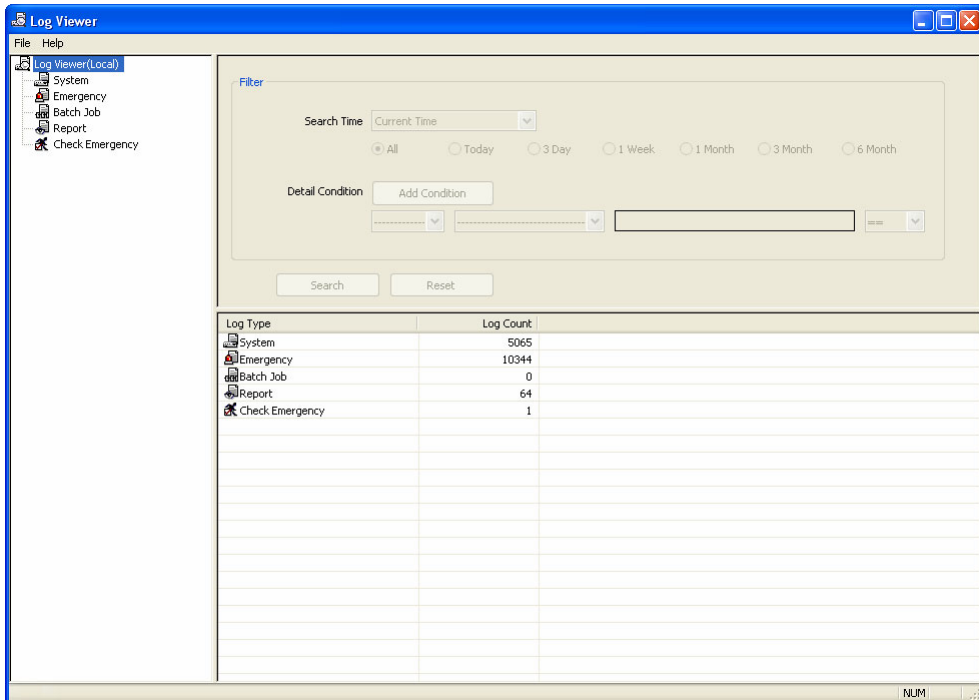 Log Viewer
File Help
Log Viewer(Local)
System
Emergency
Batch Job
Report
Check Emergency
Filter
Search Time Current Time
All Today 3 Day 1 Week 1 Month 3 Month 6 Month
Detail Condition Add Condition
------------ ---------------------------------- ==
Search Reset
Log Type Log Count
System 5065
Emergency 10344
Batch Job 0
Report 64
Check Emergency 1
NUM